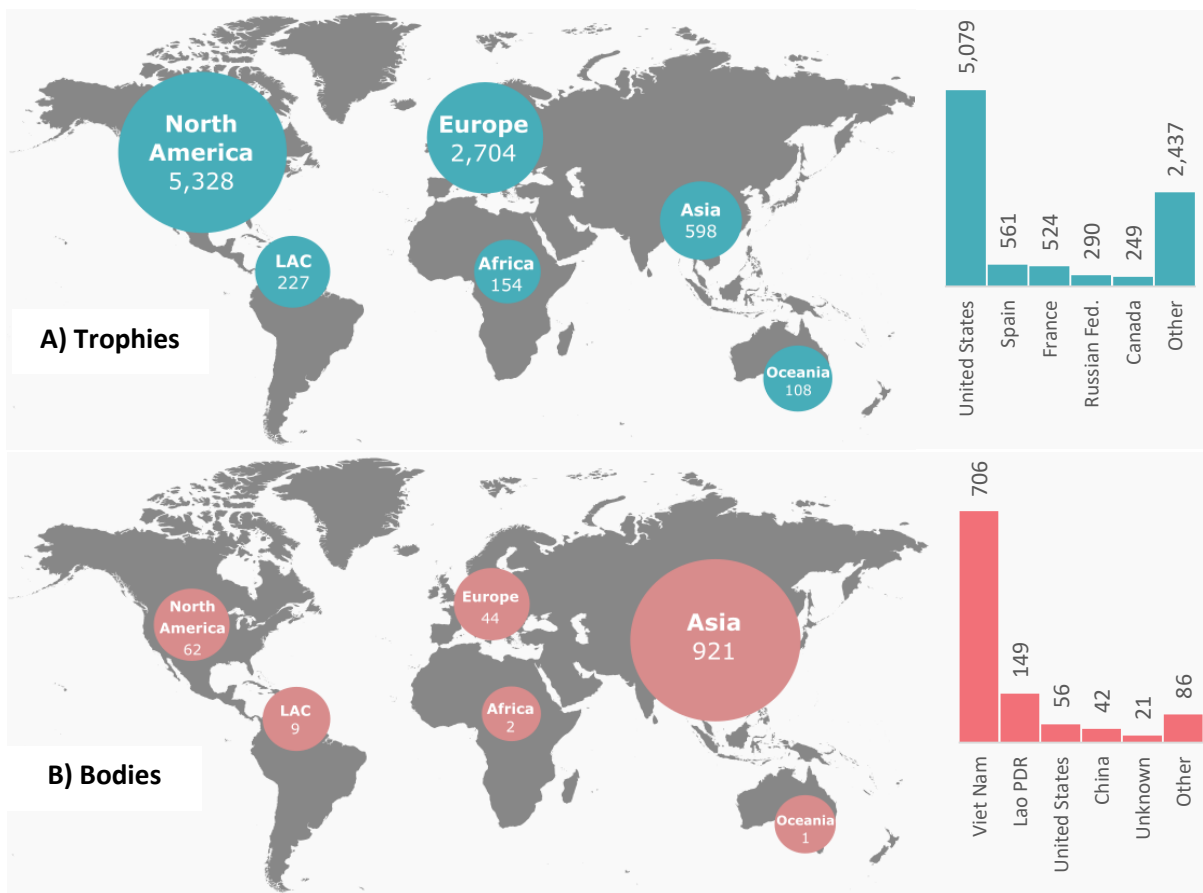 North
America
5,328
Europe
2,704
Asia
598
LAC
227
Africa
154
Oceania
108
A) Trophies
5,079
561
524
290
249
2,437
United States
Spain
France
Russian Fed.
Canada
Other
North
America
62
Europe
44
Asia
921
LAC
9
Africa
2
Oceania
1
B) Bodies
706
149
56
42
21
86
Viet Nam
Lao PDR
United States
China
Unknown
Other